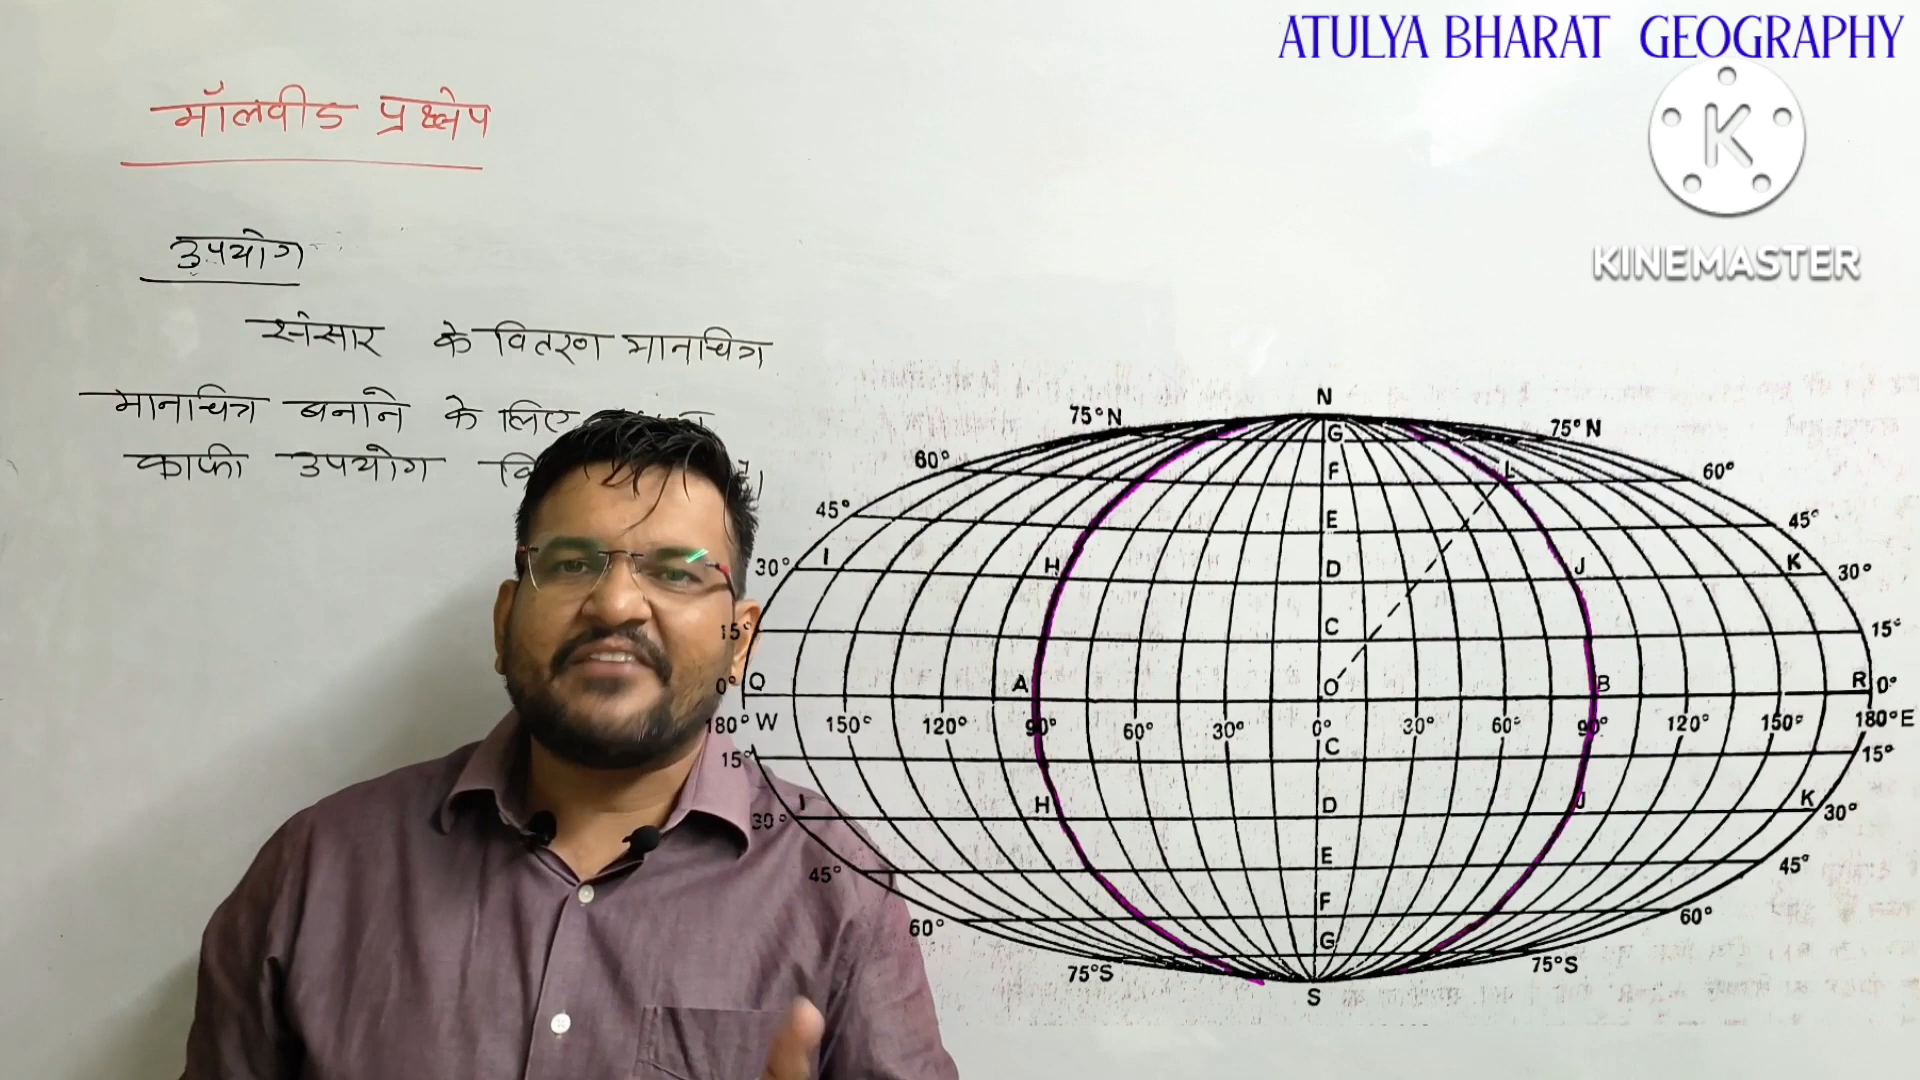 ATULYA BHARAT GEOGRAPHY
K
KINEMASTER
मॉलवीड प्रक्षेप
उपयोग
संसार के वितरण मानचित्र
मानचित्र बनाने के लिए
काफी उपयोग
N
75°N 75°N
G
60° F L 60°
45° E 45°
30° I H D J K 30°
15° C 15°
0° Q A O B R 0°
180° W 150° 120° 90° 60° 30° 0° 30° 60° 90° 120° 150° 180°E
15° C 15°
30° I H D J K 30°
45° E 45°
60° F 60°
G
75°S 75°S
S